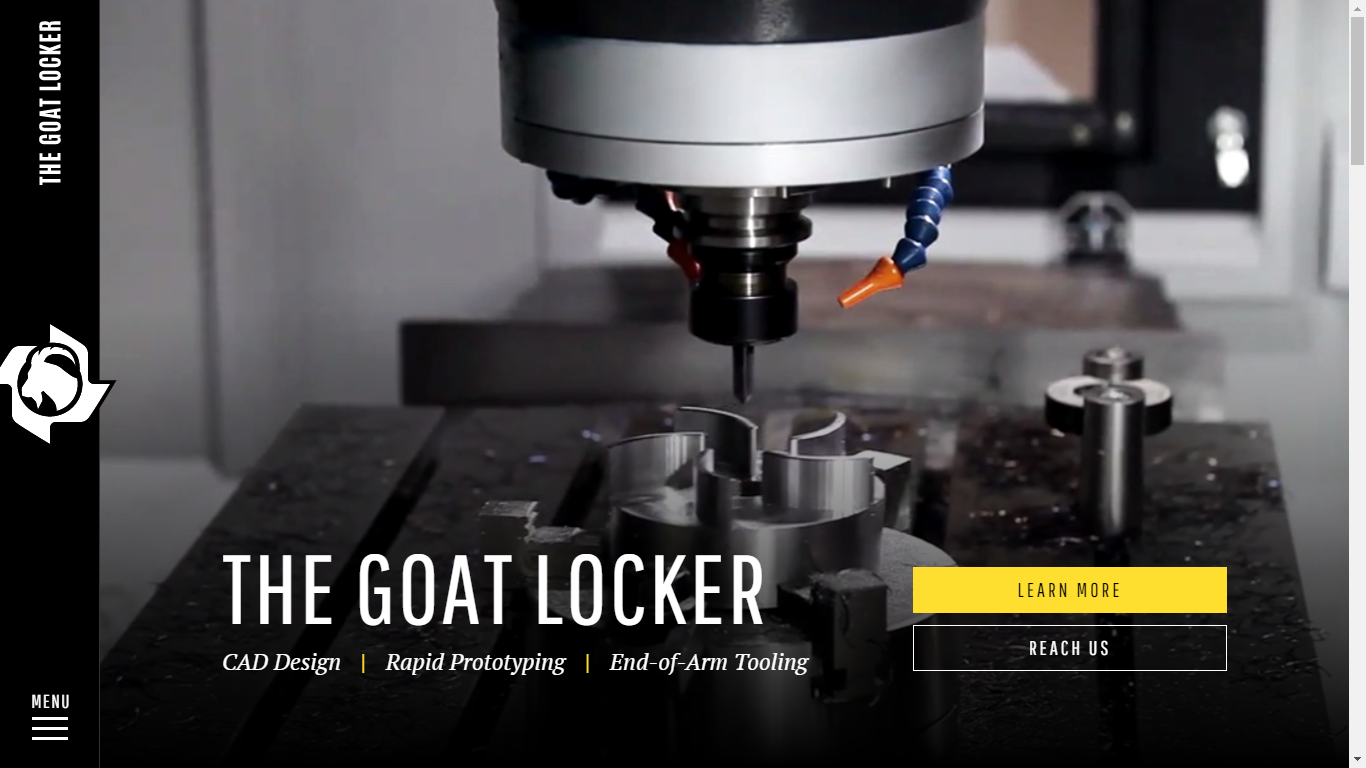 THE GOAT LOCKER
MENU
THE GOAT LOCKER
CAD Design | Rapid Prototyping | End-of-Arm Tooling
LEARN MORE
REACH US